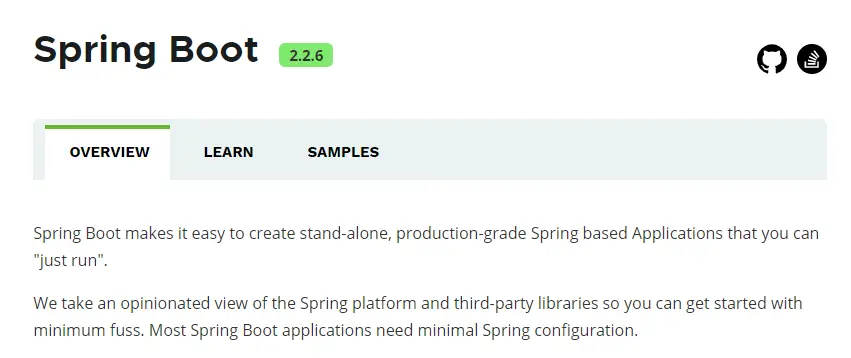 Spring Boot 2.2.6
OVERVIEW LEARN SAMPLES
Spring Boot makes it easy to create stand-alone, production-grade Spring based Applications that you can
"just run".
We take an opinionated view of the Spring platform and third-party libraries so you can get started with
minimum fuss. Most Spring Boot applications need minimal Spring configuration.